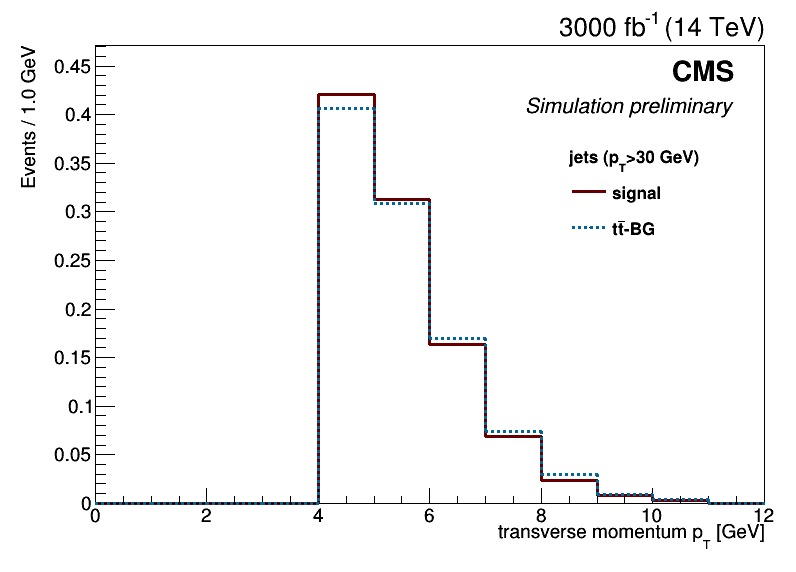 3000 fb⁻¹ (14 TeV)
Events / 1.0 GeV
CMS
Simulation preliminary
jets (p_T>30 GeV)
signal
tt̄-BG
0.45
0.4
0.35
0.3
0.25
0.2
0.15
0.1
0.05
0
0 2 4 6 8 10 12
transverse momentum p_T [GeV]